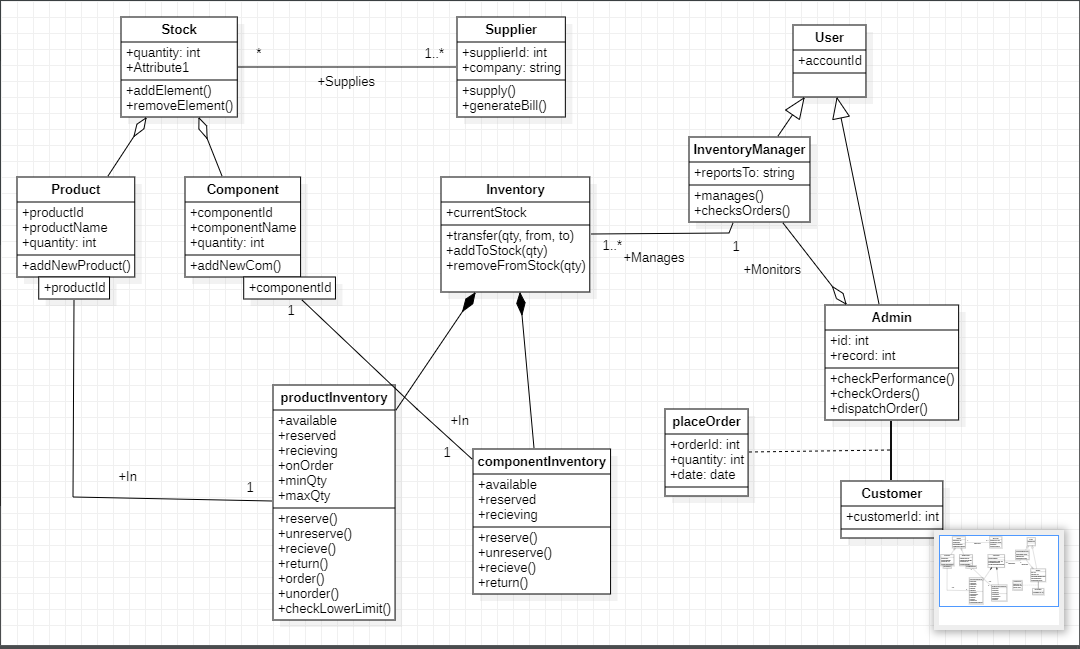 Stock
+quantity: int
+Attribute1
+addElement()
+removeElement()
*
1..*
+Supplies
Supplier
+supplierId: int
+company: string
+supply()
+generateBill()
User
+accountId
Product
+productId
+productName
+quantity: int
+addNewProduct()
+productId
Component
+componentId
+componentName
+quantity: int
+addNewCom()
+componentId
1
Inventory
+currentStock
+transfer(qty, from, to)
+addToStock(qty)
+removeFromStock(qty)
1..*
+Manages
1
InventoryManager
+reportsTo: string
+manages()
+checksOrders()
+Monitors
Admin
+id: int
+record: int
+checkPerformance()
+checkOrders()
+dispatchOrder()
productInventory
+available
+reserved
+recieving
+onOrder
+minQty
+maxQty
+reserve()
+unreserve()
+recieve()
+return()
+order()
+unorder()
+checkLowerLimit()
+In
1
+In
1
componentInventory
+available
+reserved
+recieving
+reserve()
+unreserve()
+recieve()
+return()
placeOrder
+orderId: int
+quantity: int
+date: date
Customer
+customerId: int